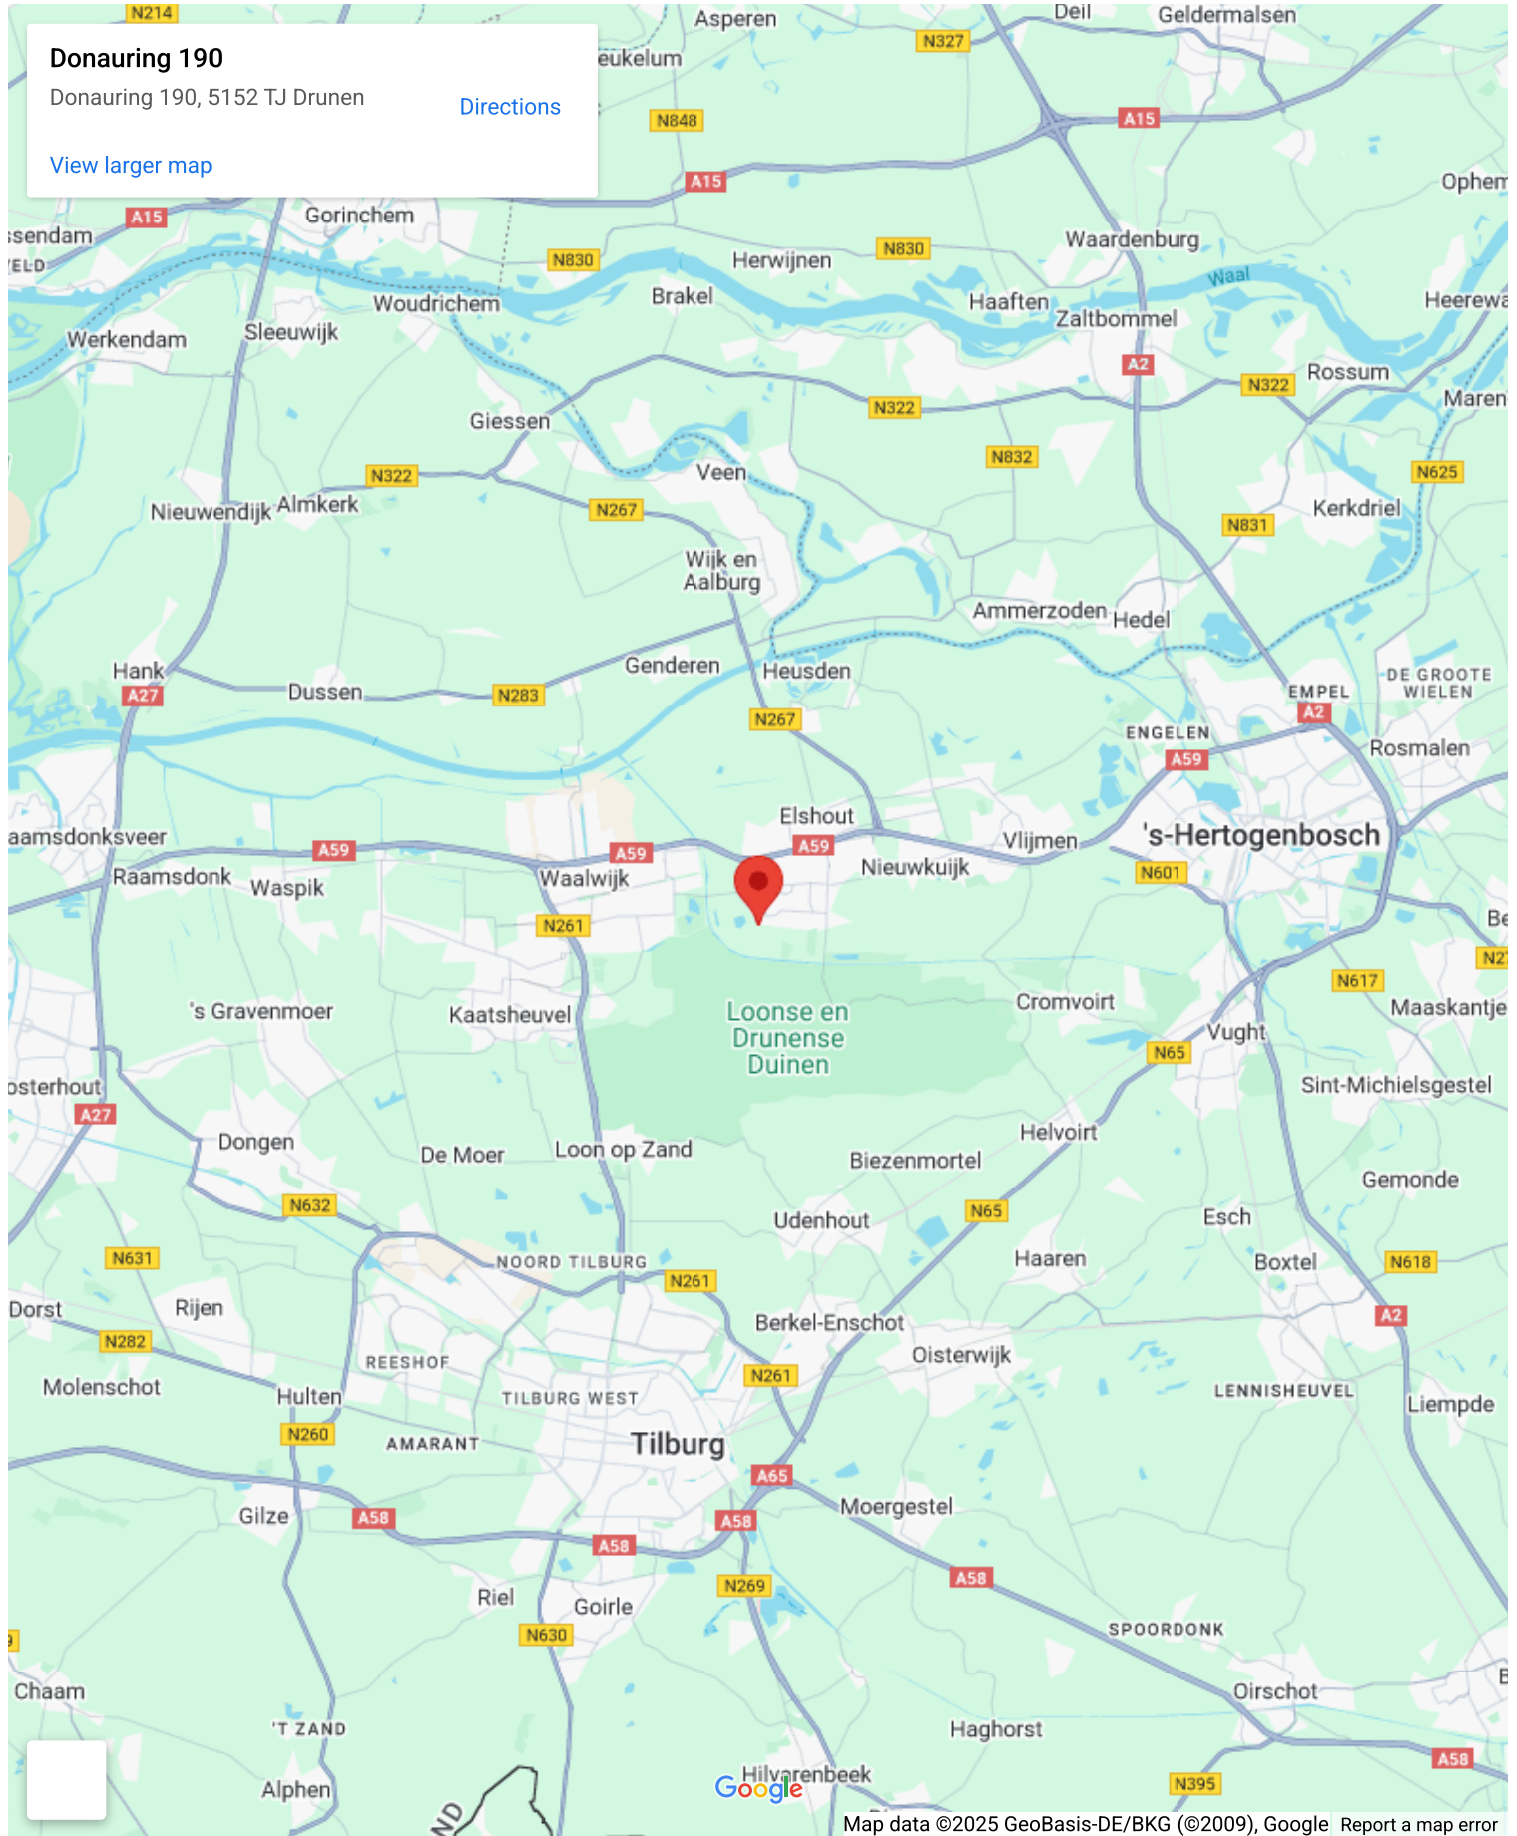 N214
Asperen
Deil
Geldermalsen
Donauring 190
Donauring 190, 5152 TJ Drunen
Directions
View larger map
eukelum
N327
N848
A15
A15
Ophem
A15
Gorinchem
ssendam
ELD
N830
Herwijnen
N830
Waardenburg
Waal
Woudrichem
Brakel
Haaften
Zaltbommel
Heerewa
Werkendam
Sleeuwijk
A2
Rossum
N322
Maren
N322
Giessen
N832
Veen
N322
N625
Nieuwendijk
Almkerk
N267
Kerkdriel
N831
Wijk en
Aalburg
Ammerzoden
Hedel
Hank
Genderen
Heusden
DE GROOTE
WIELEN
A27
Dussen
N283
EMPEL
A2
N267
ENGELEN
Rosmalen
A59
Elshout
aamsdonksveer
A59
A59
A59
Vlijmen
's-Hertogenbosch
Nieuwkuijk
N601
Raamsdonk
Waspik
Waalwijk
N261
Be
N27
N617
's Gravenmoer
Kaatsheuvel
Loonse en
Drunense
Duinen
Cromvoirt
Maaskantje
Vught
N65
osterhout
Sint-Michielsgestel
A27
Dongen
De Moer
Loon op Zand
Helvoirt
Biezenmortel
Gemonde
N632
Udenhout
N65
Esch
N631
NOORD TILBURG
N261
Haaren
Boxtel
N618
Dorst
Rijen
Berkel-Enschot
A2
N282
REESHOF
Oisterwijk
Molenschot
Hulten
TILBURG WEST
N261
LENNISHEUVEL
Liempde
N260
AMARANT
Tilburg
A65
Gilze
A58
A58
Moergestel
A58
N269
A58
Riel
Goirle
N630
SPOORDONK
Chaam
Oirschot
'T ZAND
Haghorst
A58
Alphen
Hilvarenbeek
N395
Google
ND
Map data ©2025 GeoBasis-DE/BKG (©2009), Google
Report a map error